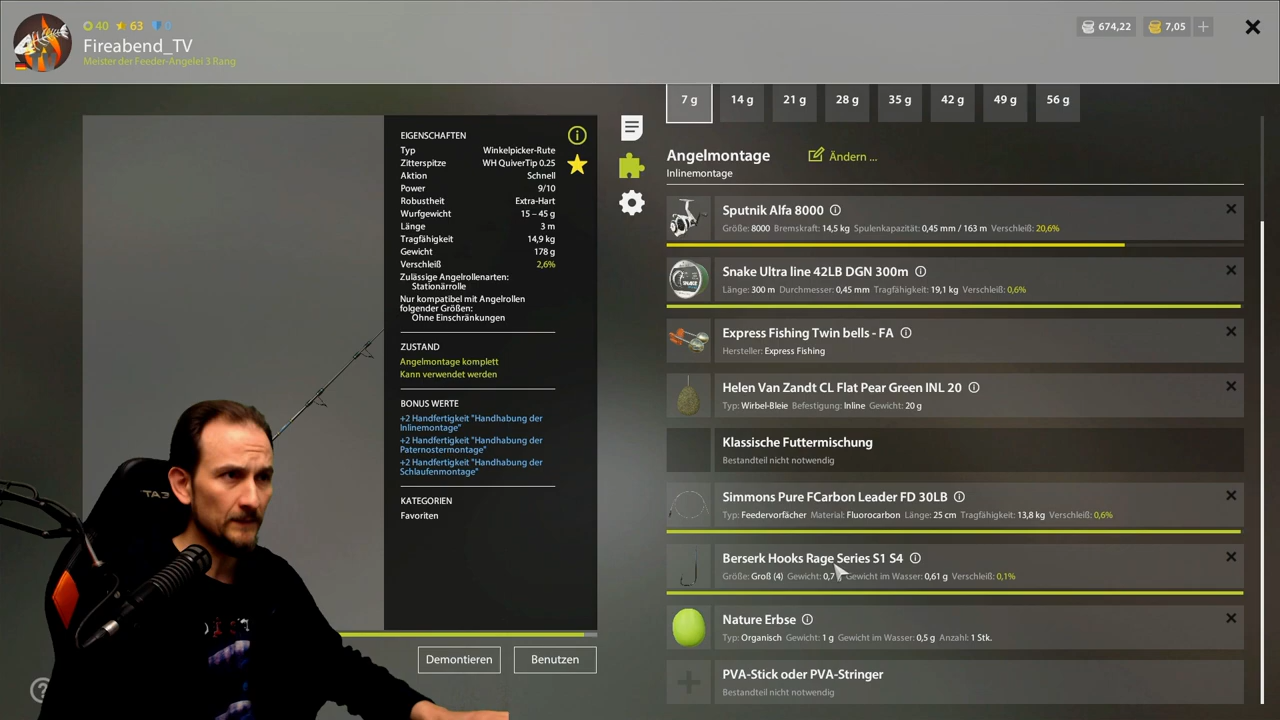 40 63 0
Fireabend_TV
Meister der Feeder-Angelei 3 Rang
674,22
7,05
EIGENSCHAFTEN
Typ Winkelpicker-Rute
Zitterspitze WH QuiverTip 0.25
Aktion Schnell
Power 9/10
Robustheit Extra-Hart
Wurfgewicht 15 – 45 g
Länge 3 m
Tragfähigkeit 14,9 kg
Gewicht 178 g
Verschleiß 2,6%
Zulässige Angelrollenarten:
Stationärrolle
Nur kompatibel mit Angelrollen
folgender Größen:
Ohne Einschränkungen
ZUSTAND
Angelmontage komplett
Kann verwendet werden
BONUS WERTE
+2 Handfertigkeit "Handhabung der
Inlinemontage"
+2 Handfertigkeit "Handhabung der
Paternostermontage"
+2 Handfertigkeit "Handhabung der
Schlaufenmontage"
KATEGORIEN
Favoriten
Demontieren
Benutzen
7 g 14 g 21 g 28 g 35 g 42 g 49 g 56 g
Angelmontage Ändern ...
Inlinemontage
Sputnik Alfa 8000
Größe: 8000 Bremskraft: 14,5 kg Spulenkapazität: 0,45 mm / 163 m Verschleiß: 20,6%
Snake Ultra line 42LB DGN 300m
Länge: 300 m Durchmesser: 0,45 mm Tragfähigkeit: 19,1 kg Verschleiß: 0,6%
Express Fishing Twin bells - FA
Hersteller: Express Fishing
Helen Van Zandt CL Flat Pear Green INL 20
Typ: Wirbel-Bleie Befestigung: Inline Gewicht: 20 g
Klassische Futtermischung
Bestandteil nicht notwendig
Simmons Pure FCarbon Leader FD 30LB
Typ: Feedervorfächer Material: Fluorocarbon Länge: 25 cm Tragfähigkeit: 13,8 kg Verschleiß: 0,6%
Berserk Hooks Rage Series S1 S4
Größe: Groß (4) Gewicht: 0,7 Gewicht im Wasser: 0,61 g Verschleiß: 0,1%
Nature Erbse
Typ: Organisch Gewicht: 1 g Gewicht im Wasser: 0,5 g Anzahl: 1 Stk.
PVA-Stick oder PVA-Stringer
Bestandteil nicht notwendig